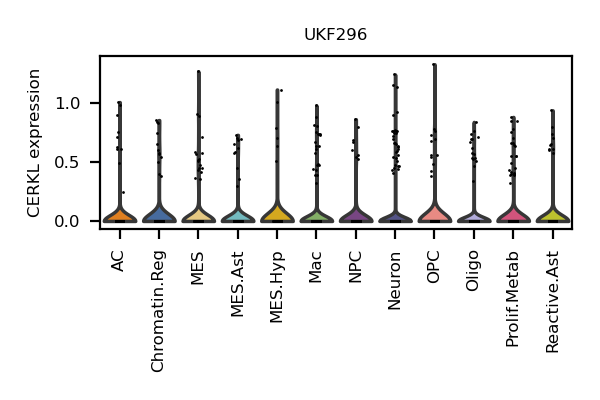 UKF296
CERKL expression
1.0
0.5
0.0
AC
Chromatin.Reg
MES
MES.Ast
MES.Hyp
Mac
NPC
Neuron
OPC
Oligo
Prolif.Metab
Reactive.Ast